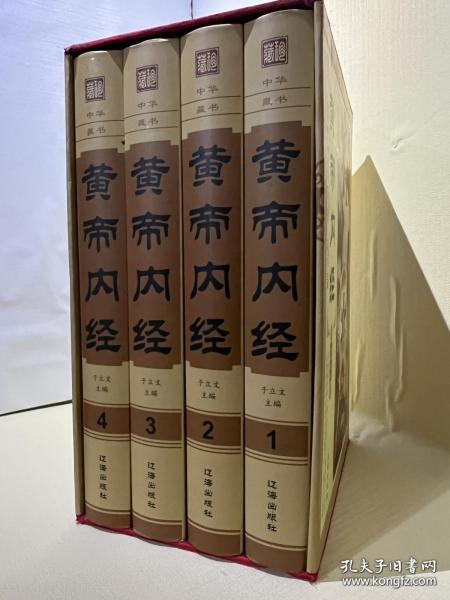 藏珍
中华
藏书
黄帝内经
于立文
主编
4
辽海出版社
藏珍
中华
藏书
黄帝内经
于立文
主编
3
辽海出版社
藏珍
中华
藏书
黄帝内经
于立文
主编
2
辽海出版社
藏珍
中华
藏书
黄帝内经
于立文
主编
1
辽海出版社
孔夫子旧书网
www.kongfz.com